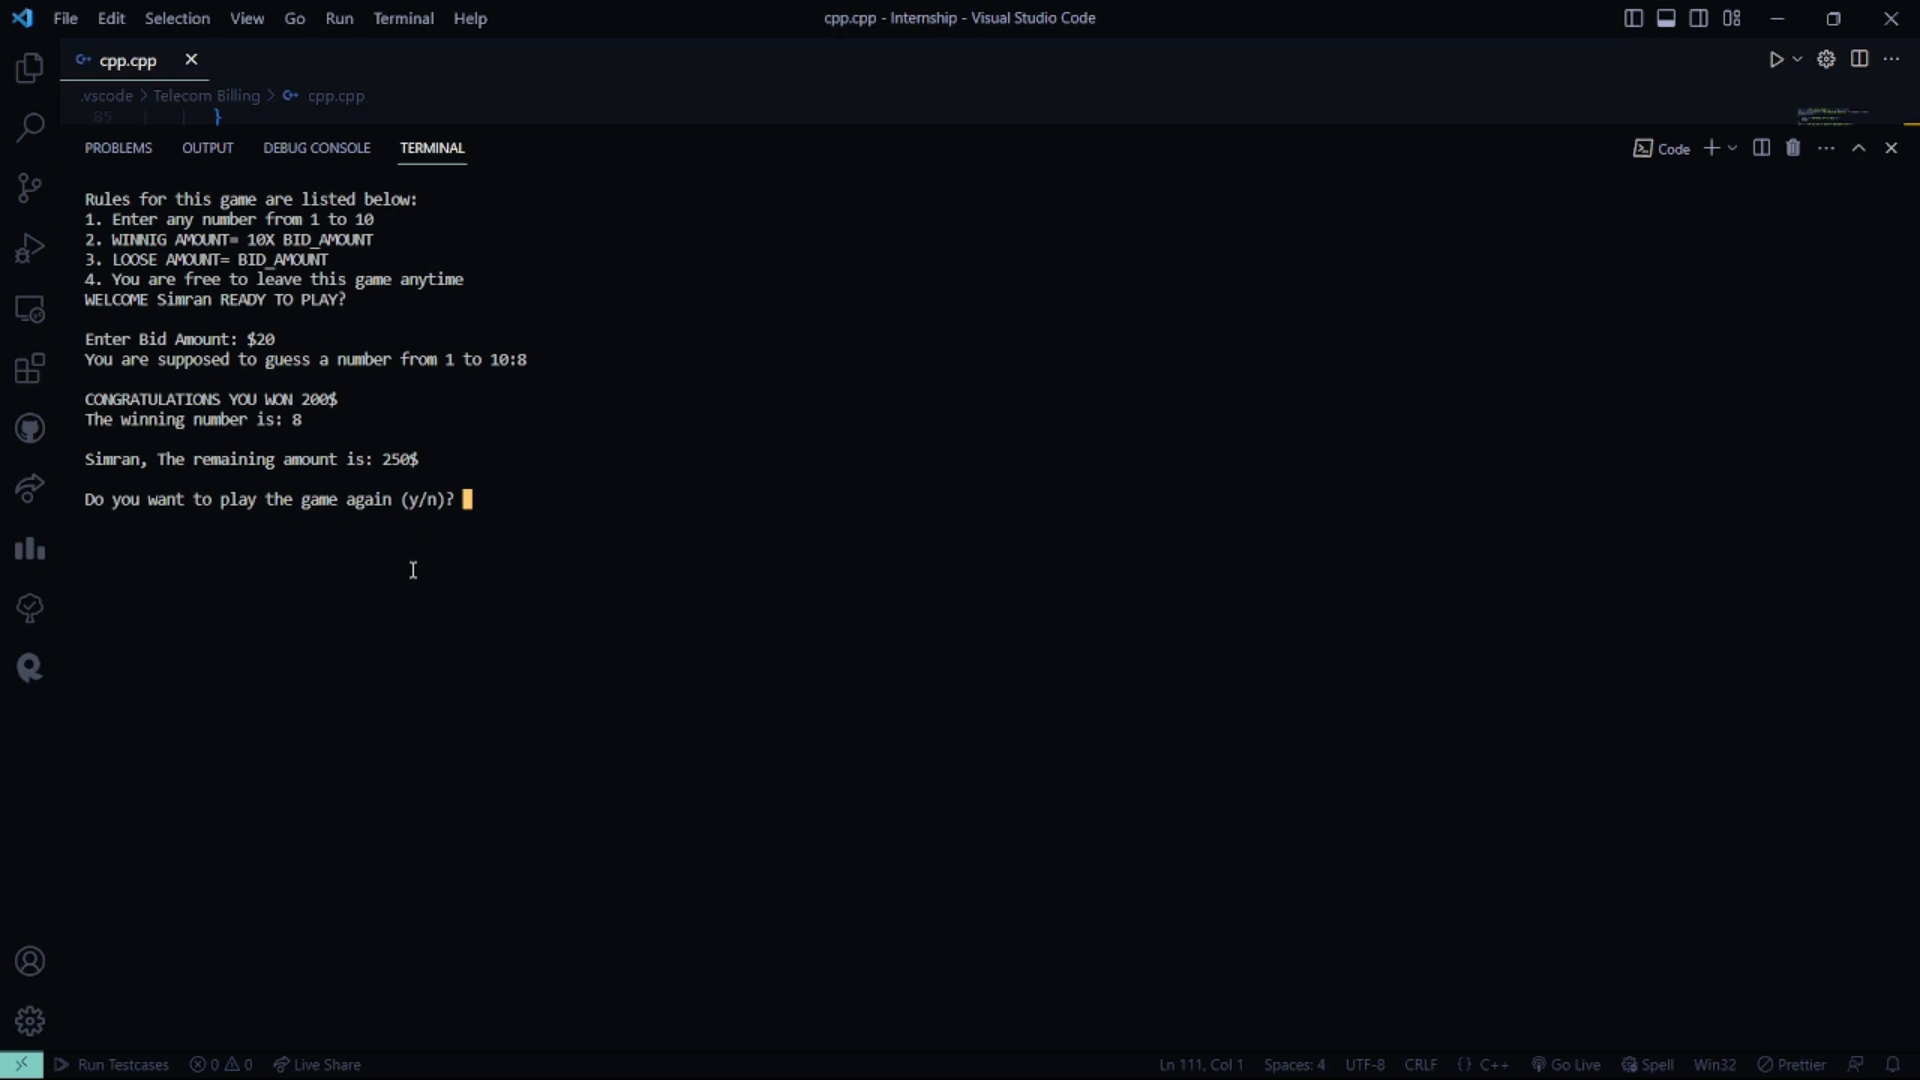 File Edit Selection View Go Run Terminal Help
cpp.cpp - Internship - Visual Studio Code
cpp.cpp
.vscode > Telecom Billing > cpp.cpp
85 }
PROBLEMS OUTPUT DEBUG CONSOLE TERMINAL
Code
Rules for this game are listed below:
1. Enter any number from 1 to 10
2. WINNIG AMOUNT= 10X BID_AMOUNT
3. LOOSE AMOUNT= BID_AMOUNT
4. You are free to leave this game anytime
WELCOME Simran READY TO PLAY?
Enter Bid Amount: $20
You are supposed to guess a number from 1 to 10:8
CONGRATULATIONS YOU WON 200$
The winning number is: 8
Simran, The remaining amount is: 250$
Do you want to play the game again (y/n)?
Run Testcases 0 0 Live Share Ln 111, Col 1 Spaces: 4 UTF-8 CRLF {} C++ Go Live Spell Win32 Prettier